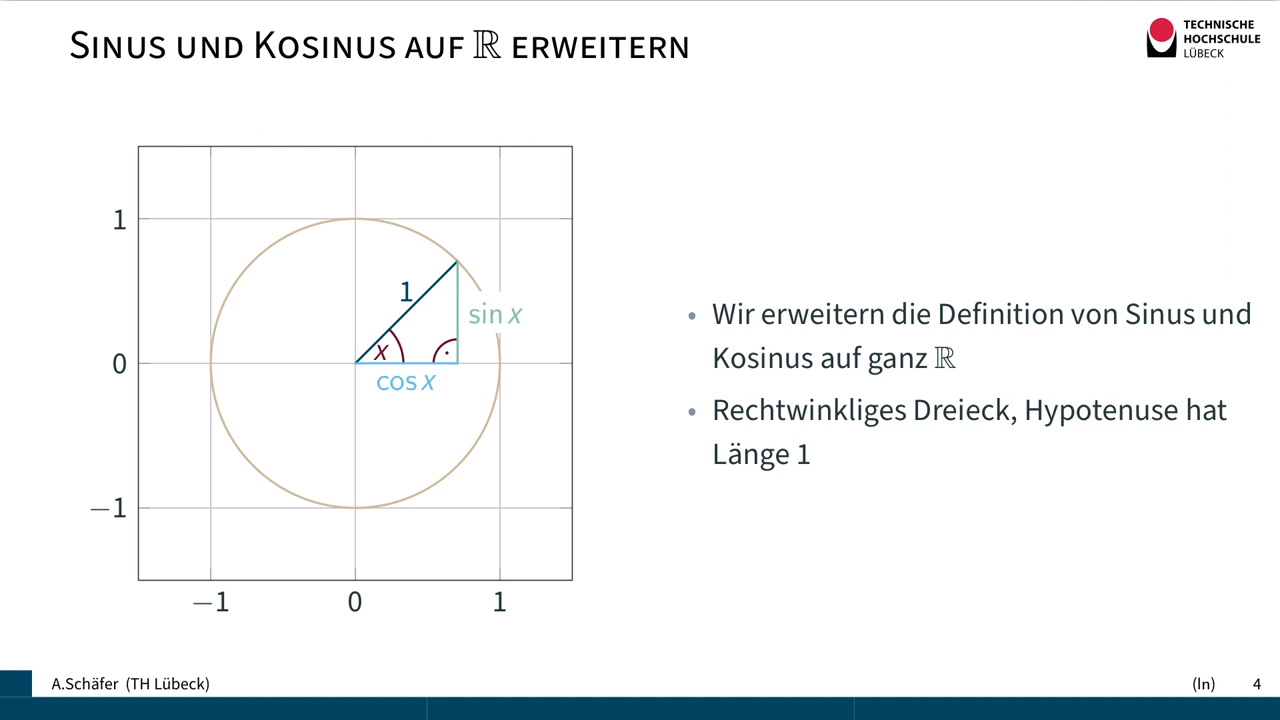 Sinus und Kosinus auf ℝ erweitern
TECHNISCHE
HOCHSCHULE
LÜBECK
1
0
−1
−1
0
1
1
x
sin x
cos x
• Wir erweitern die Definition von Sinus und
Kosinus auf ganz ℝ
• Rechtwinkliges Dreieck, Hypotenuse hat
Länge 1
A.Schäfer (TH Lübeck)
(In)
4